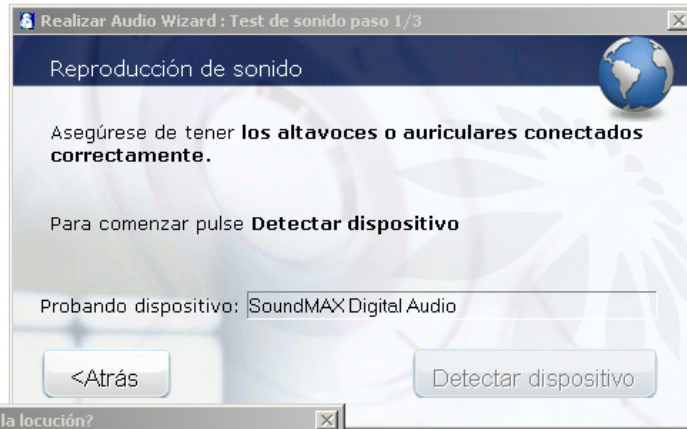 Realizar Audio Wizard : Test de sonido paso 1/3
Reproducción de sonido
Asegúrese de tener los altavoces o auriculares conectados
correctamente.
Para comenzar pulse Detectar dispositivo
Probando dispositivo: SoundMAX Digital Audio
<Atrás
Detectar dispositivo
la locución?